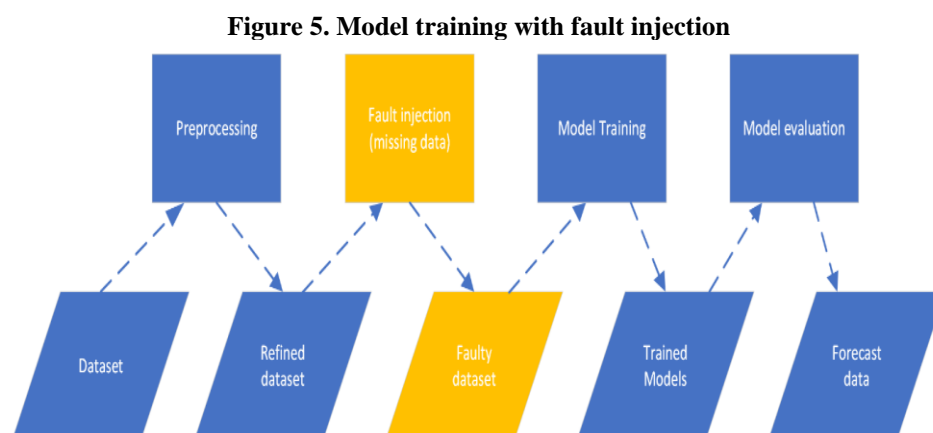 Figure 5. Model training with fault injection
Preprocessing
Fault injection
(missing data)
Model Training
Model evaluation
Dataset
Refined
dataset
Faulty
dataset
Trained
Models
Forecast
data